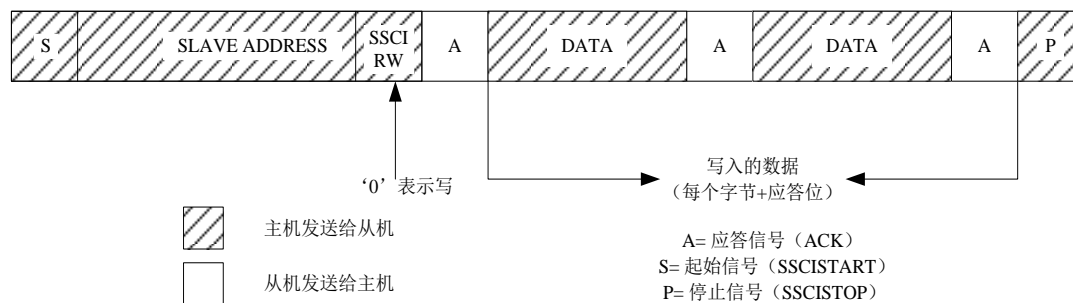 S SLAVE ADDRESS SSCI RW A DATA A DATA A P
‘0’表示写
写入的数据
（每个字节+应答位）
主机发送给从机
从机发送给主机
A= 应答信号（ACK）
S= 起始信号（SSCISTART）
P= 停止信号（SSCISTOP）